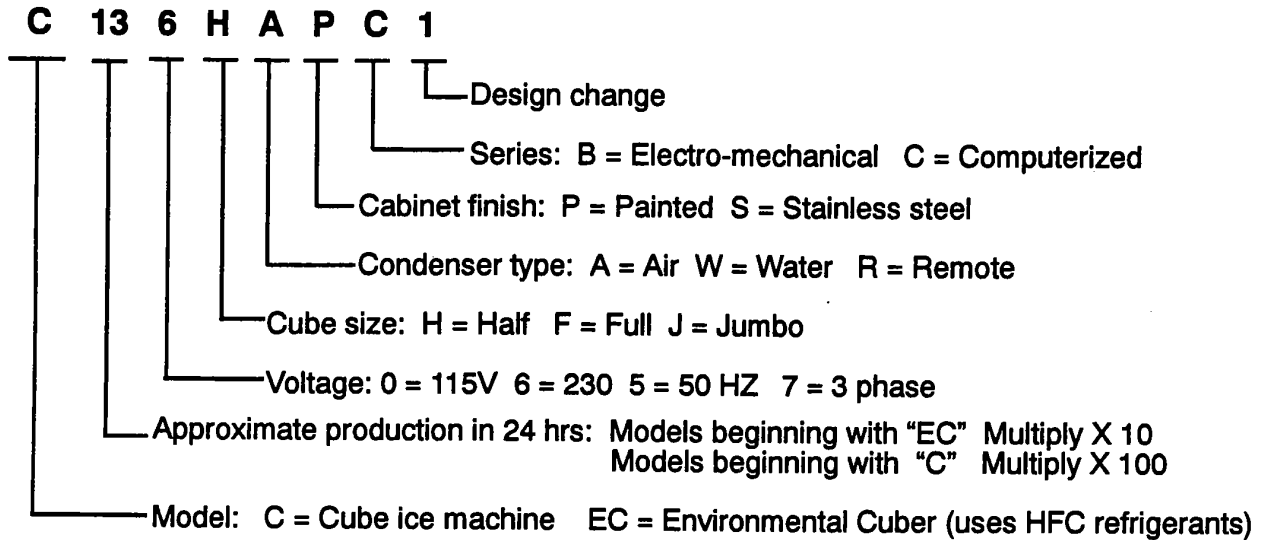 C 13 6 H A P C 1
Design change
Series: B = Electro-mechanical C = Computerized
Cabinet finish: P = Painted S = Stainless steel
Condenser type: A = Air W = Water R = Remote
Cube size: H = Half F = Full J = Jumbo
Voltage: 0 = 115V 6 = 230 5 = 50 HZ 7 = 3 phase
Approximate production in 24 hrs: Models beginning with “EC” Multiply X 10
Models beginning with “C” Multiply X 100
Model: C = Cube ice machine EC = Environmental Cuber (uses HFC refrigerants)